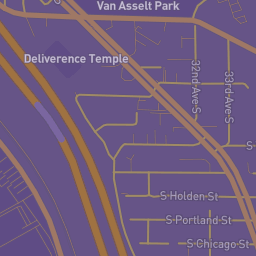 Van Asselt Park
Deliverence Temple
32nd Ave S
33rd Ave S
S
S Holden St
S Portland St
S Chicago St